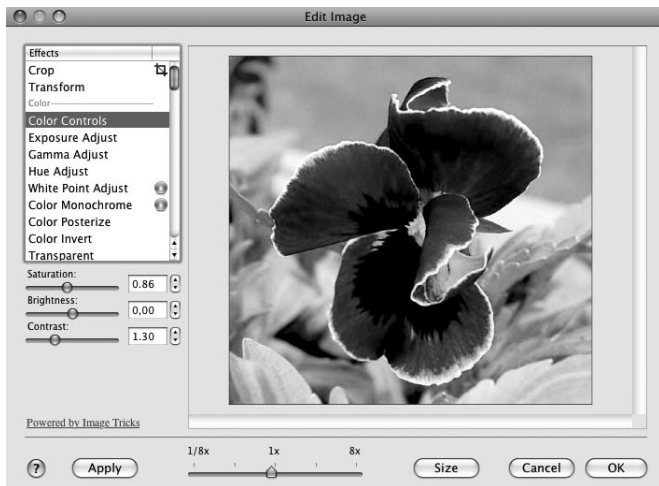 Edit Image
Effects
Crop
Transform
Color
Color Controls
Exposure Adjust
Gamma Adjust
Hue Adjust
White Point Adjust
Color Monochrome
Color Posterize
Color Invert
Transparent
Saturation:
0.86
Brightness:
0,00
Contrast:
1.30
Powered by Image Tricks
1/8x 1x 8x
? Apply Size Cancel OK